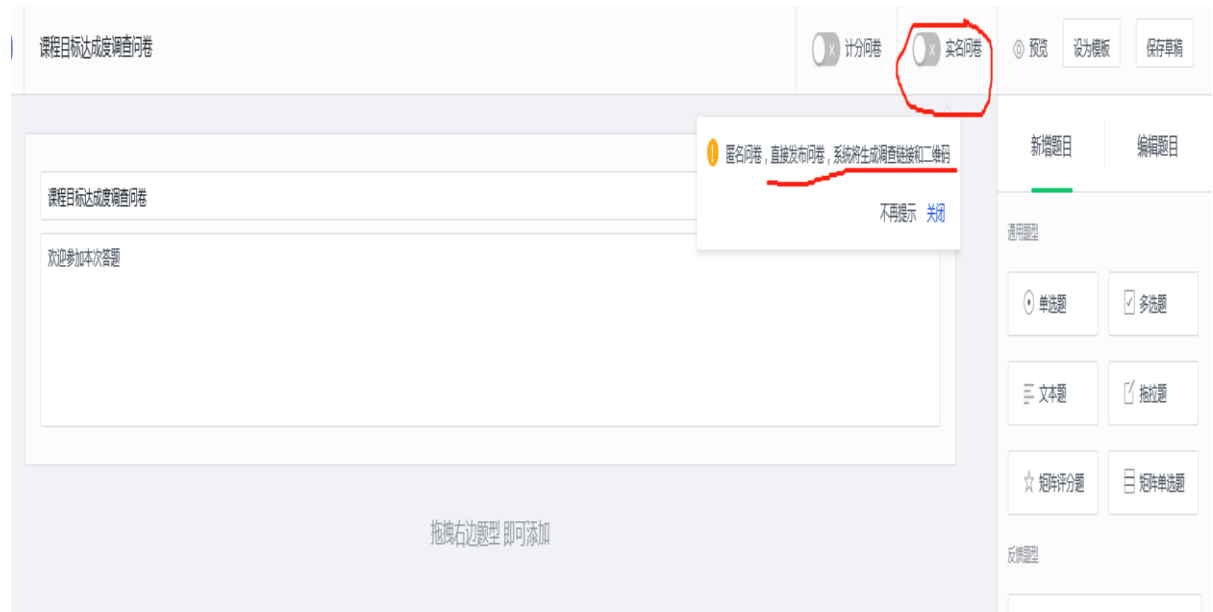 课程目标达成度调查问卷
计分问卷
实名问卷
预览
设为模板
保存草稿
匿名问卷,直接发布问卷,系统将生成调查链接和二维码
不再提示 关闭
课程目标达成度调查问卷
欢迎参加本次答题
拖拽右边题型 即可添加
新增题目
编辑题目
通用题型
单选题
多选题
文本题
拖拉题
矩阵评分题
矩阵单选题
反馈题型